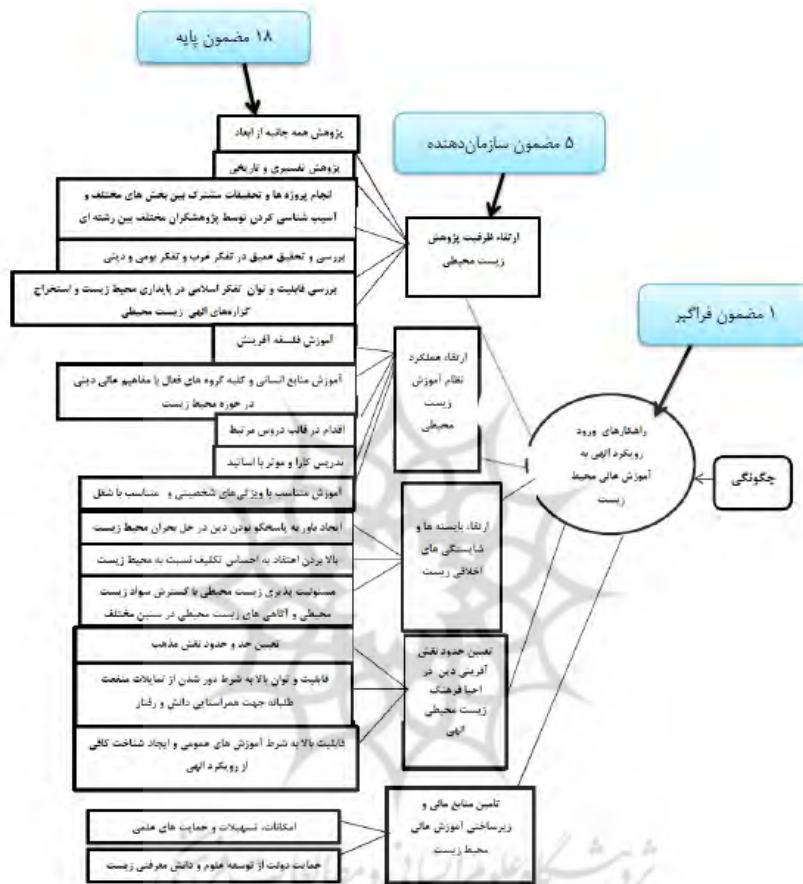 ۱۸ مضمون پایه
۵ مضمون سازمان‌دهنده
۱ مضمون فراگیر
پژوهش همه جانبه از ابعاد
پژوهش تفسیری و تاریخی
انجام پروژه ها و تحقیقات مشترک بین بخش های مختلف و
آسیب شناسی کردن توسط پژوهشگران مختلف بین رشته ای
بررسی و تحقیق عمیق در تفکر غرب و تفکر بومی و دینی
بررسی قابلیت و توان تفکر اسلامی در پایداری محیط زیست و استخراج
گزاره‌های الهی زیست محیطی
ارتقاء ظرفیت پژوهش
زیست محیطی
آموزش فلسفه آفرینش
آموزش منابع انسانی و کلیه گروه های فعال با مفاهیم عالی دینی
در حوزه محیط زیست
اقدام در قالب دروس مرتبط
تدریس کارا و موثر با اساتید
آموزش متناسب با ویژگی های شخصیتی و متناسب با شغل
ارتقاء عملکرد
نظام آموزش
زیست
محیطی
راهکارهای ورود
رویکرد الهی به
آموزش عالی محیط
زیست
چگونگی
ایجاد باور به پاسخگو بودن دین در حل بحران محیط زیست
بالا بردن اعتقاد به احساس تکلیف نسبت به محیط زیست
مسئولیت پذیری زیست محیطی با گسترش سواد زیست
محیطی و آگاهی های زیست محیطی در سنین مختلف
ارتقاء بایسته ها و
شایستگی های
اخلاقی زیست
تعیین حد و حدود نقش مذهب
قابلیت و توان بالا به شرط دور شدن از تمایلات منفعت
طلبانه جهت همراستایی دانش و رفتار
قابلیت بالا به شرط آموزش های عمومی و ایجاد شناخت کافی
از رویکرد الهی
تعیین حدود نقش
آفرینی دین در
احیا فرهنگ
زیست محیطی
الهی
امکانات، تسهیلات و حمایت های علمی
حمایت دولت از توسعه علوم و دانش معرفتی زیست
تامین منابع مالی و
زیرساختی آموزش عالی
محیط زیست
پژوهشگاه علوم انسانی و مطالعات فرهنگی